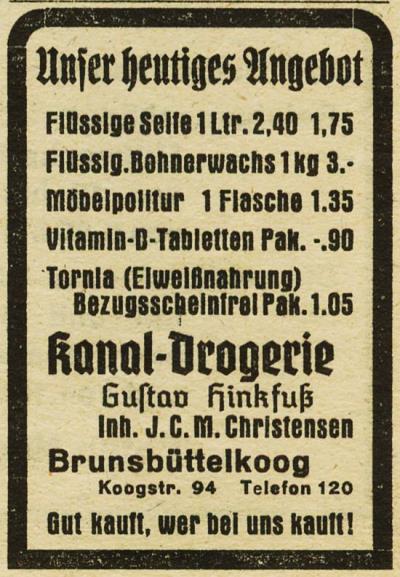 Unser heutiges Angebot
Flüssige Seife 1 Ltr. 2,40 1,75
Flüssig. Bohnerwachs 1 kg 3.-
Möbelpolitur 1 Flasche 1.35
Vitamin-D-Tabletten Pak. -.90
Tornia (Eiweißnahrung)
Bezugsscheinfrei Pak. 1.05
Kanal-Drogerie
Gustav Hinkfuß
Inh. J. C. M. Christensen
Brunsbüttelkoog
Koogstr. 94 Telefon 120
Gut kauft, wer bei uns kauft!